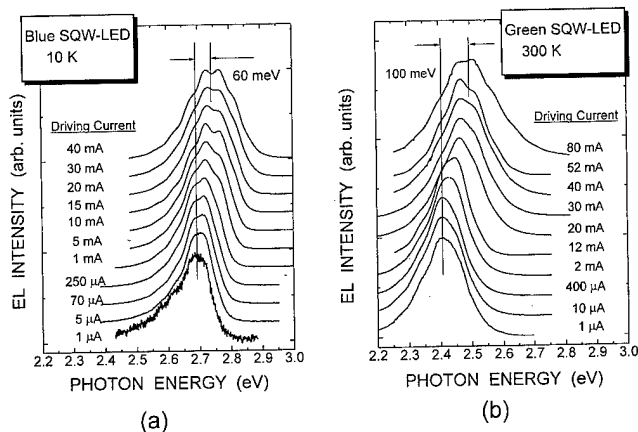 Blue SQW-LED
10 K
60 meV
EL INTENSITY (arb. units)
Driving Current
40 mA
30 mA
20 mA
15 mA
10 mA
5 mA
1 mA
250 µA
70 µA
5 µA
1 µA
2.2 2.3 2.4 2.5 2.6 2.7 2.8 2.9 3.0
PHOTON ENERGY (eV)
(a)
Green SQW-LED
300 K
100 meV
EL INTENSITY (arb. units)
Driving Current
80 mA
52 mA
40 mA
30 mA
20 mA
12 mA
2 mA
400 µA
10 µA
1 µA
2.2 2.3 2.4 2.5 2.6 2.7 2.8 2.9 3.0
PHOTON ENERGY (eV)
(b)